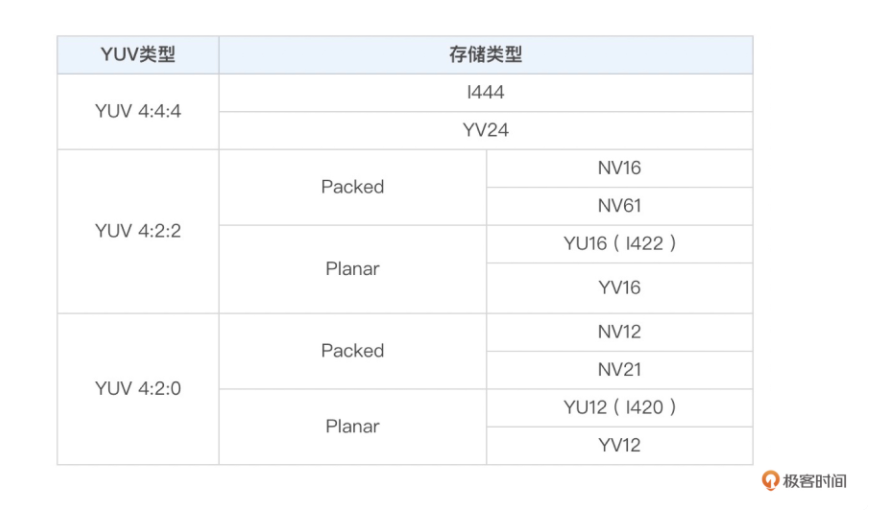 YUV类型 存储类型
YUV 4:4:4
I444
YV24
YUV 4:2:2
Packed
NV16
NV61
Planar
YU16（I422）
YV16
YUV 4:2:0
Packed
NV12
NV21
Planar
YU12（I420）
YV12
极客时间